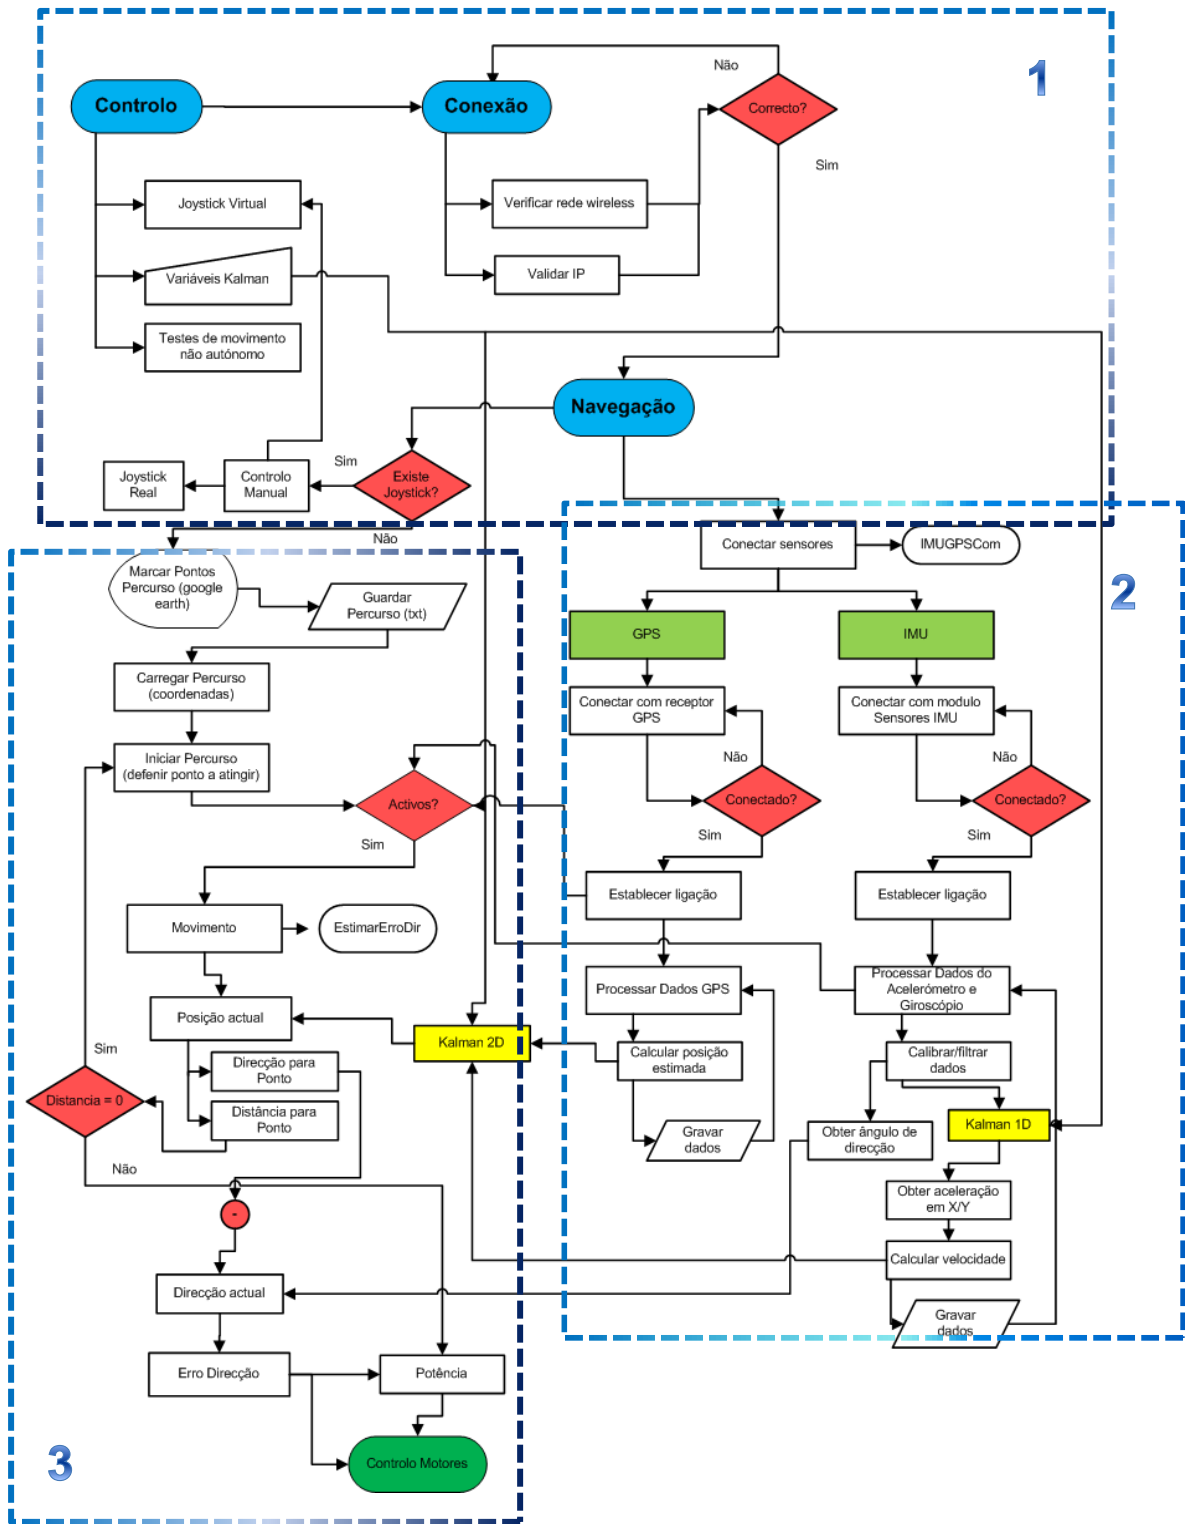 1
Não
Controlo
Conexão
Correcto?
Sim
Joystick Virtual
Verificar rede wireless
Variáveis Kalman
Validar IP
Testes de movimento
não autónomo
Navegação
Sim
Joystick
Real
Controlo
Manual
Existe
Joystick?
Não
Conectar sensores
IMUGPSCom
2
Marcar Pontos
Percurso (google
earth)
Guardar
Percurso (txt)
GPS
IMU
Carregar Percurso
(coordenadas)
Conectar com receptor
GPS
Conectar com modulo
Sensores IMU
Iniciar Percurso
(defenir ponto a atingir)
Não
Não
Activos?
Conectado?
Conectado?
Sim
Sim
Sim
Establecer ligação
Establecer ligação
Movimento
EstimarErroDir
Processar Dados GPS
Processar Dados do
Acelerómetro e
Giroscópio
Posição actual
Sim
Kalman 2D
Calcular posição
estimada
Calibrar/filtrar
dados
Direcção para
Ponto
Distancia = 0
Distância para
Ponto
Gravar
dados
Obter ângulo de
direcção
Kalman 1D
Não
Obter aceleração
em X/Y
-
Calcular velocidade
Direcção actual
Gravar
dados
Erro Direcção
Potência
3
Controlo Motores